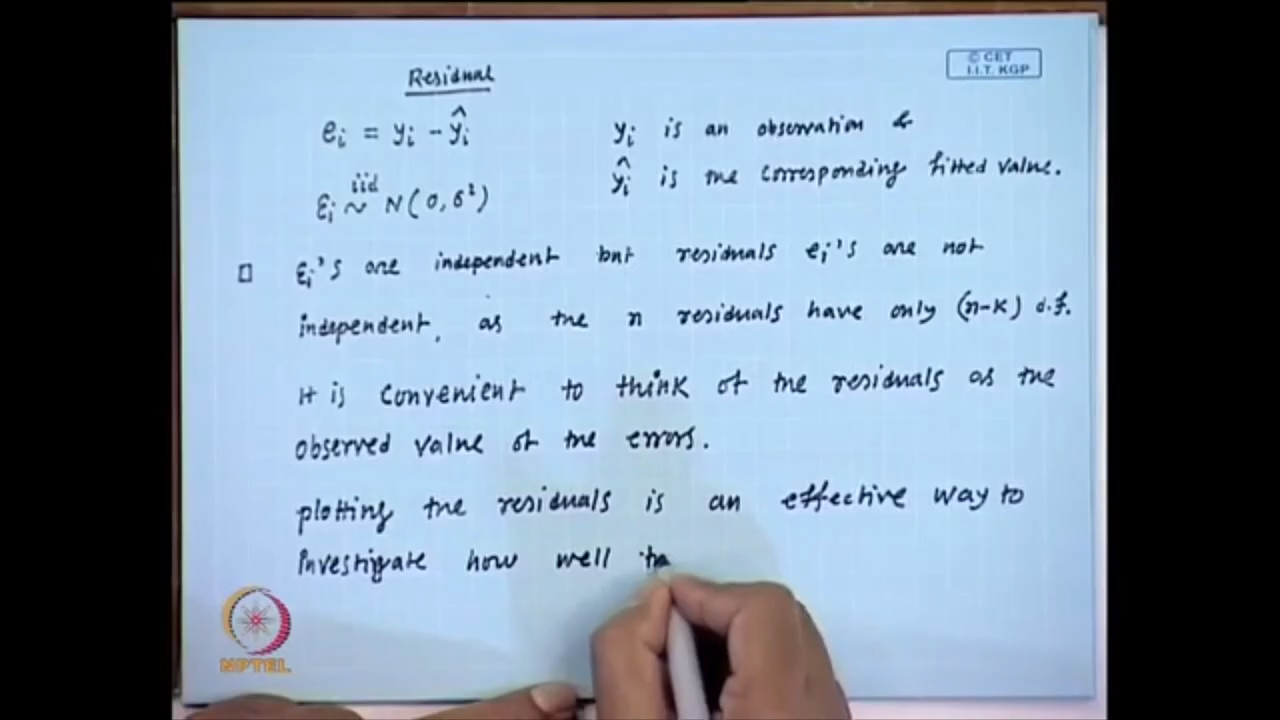 Residual
© CET
I.I.T. KGP
eᵢ = yᵢ - ŷᵢ
yᵢ is an observation &
ŷᵢ is the corresponding fitted value.
εᵢ iid ~ N(0, σ²)
εᵢ's are independent but residuals eᵢ's are not
independent, as the n residuals have only (n-k) d.f.
It is convenient to think of the residuals as the
observed value of the errors.
plotting the residuals is an effective way to
investigate how well
NPTEL